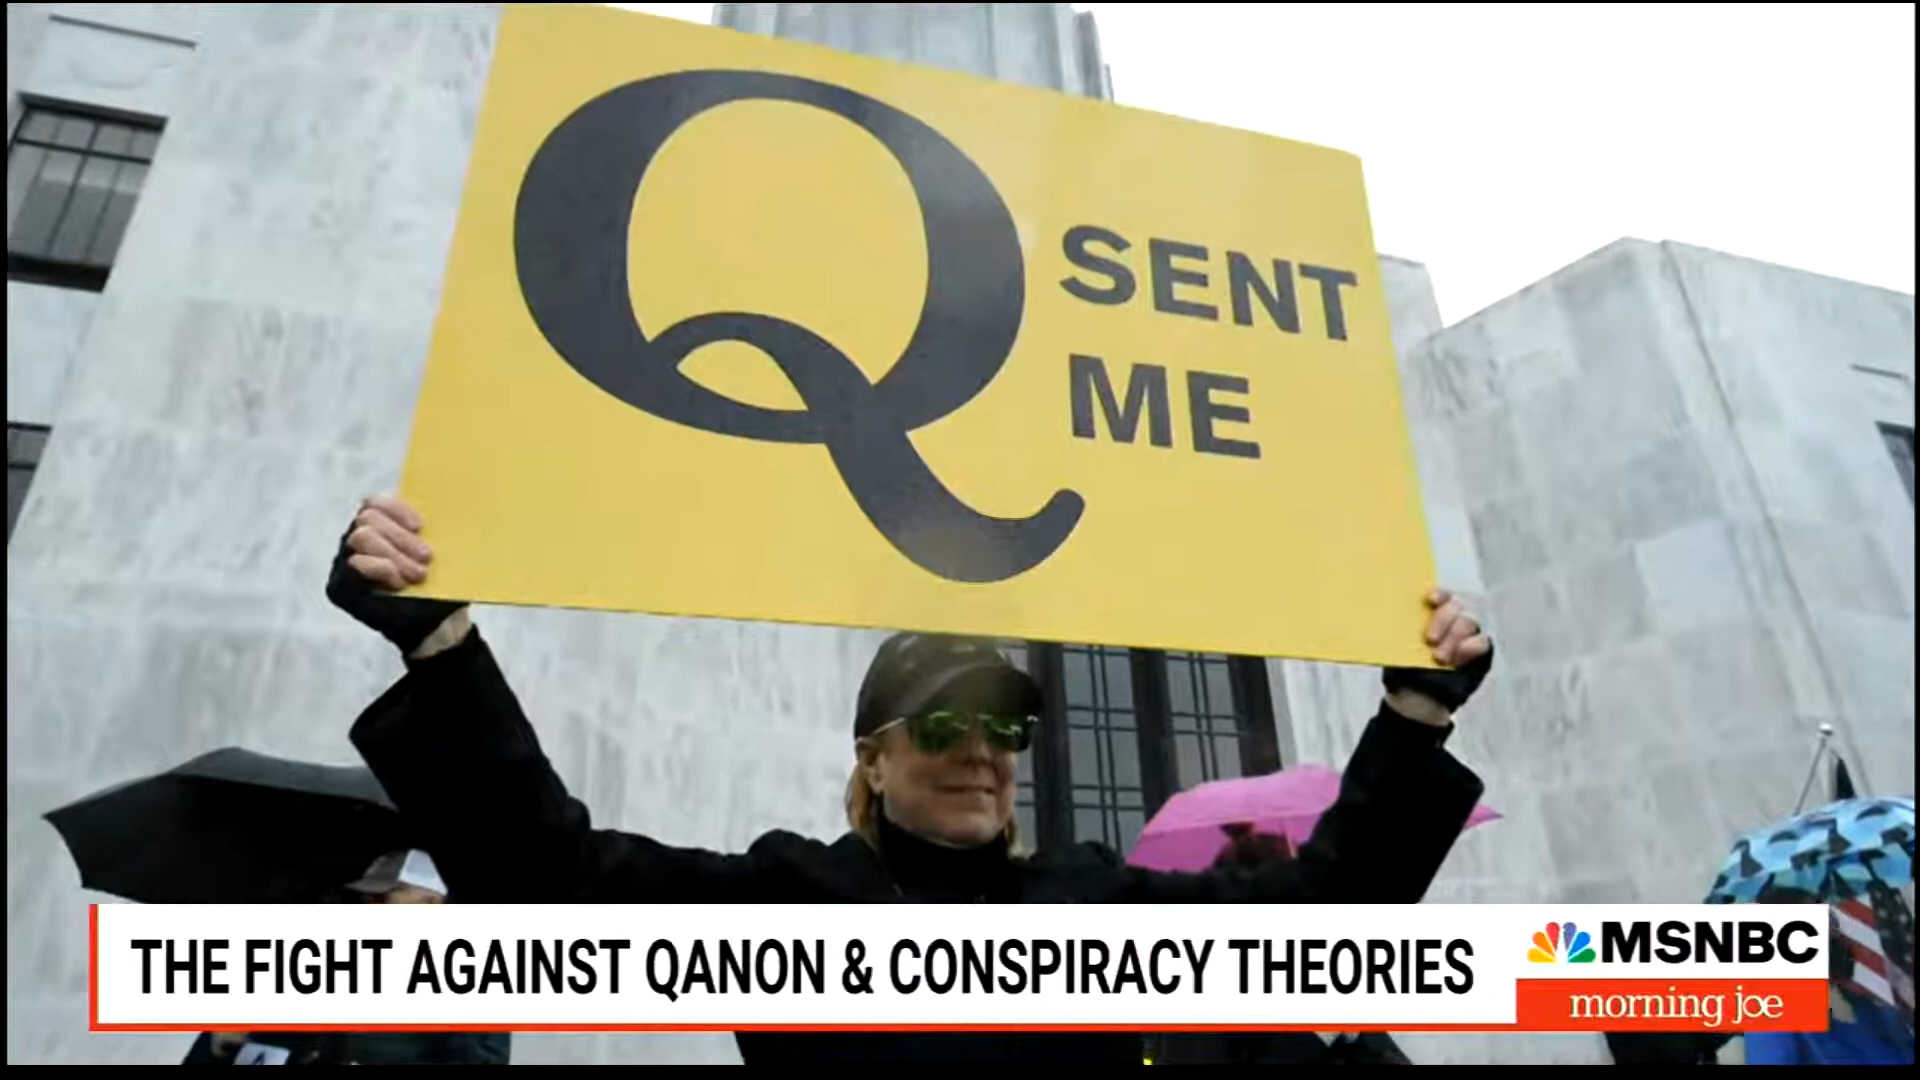 Q SENT
ME
THE FIGHT AGAINST QANON & CONSPIRACY THEORIES
MSNBC
morning joe